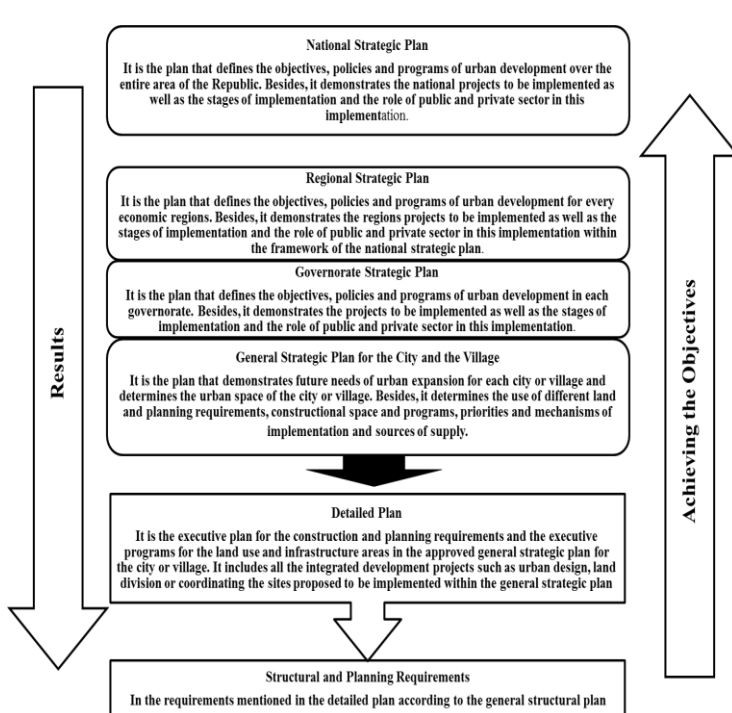 National Strategic Plan
It is the plan that defines the objectives, policies and programs of urban development over the
entire area of the Republic. Besides, it demonstrates the national projects to be implemented as
well as the stages of implementation and the role of public and private sector in this
implementation.
Regional Strategic Plan
It is the plan that defines the objectives, policies and programs of urban development for every
economic regions. Besides, it demonstrates the regions projects to be implemented as well as the
stages of implementation and the role of public and private sector in this implementation within
the framework of the national strategic plan.
Governorate Strategic Plan
It is the plan that defines the objectives, policies and programs of urban development in each
governorate. Besides, it demonstrates the projects to be implemented as well as the stages of
implementation and the role of public and private sector in this implementation.
General Strategic Plan for the City and the Village
It is the plan that demonstrates future needs of urban expansion for each city or village and
determines the urban space of the city or village. Besides, it determines the use of different land
and planning requirements, constructional space and programs, priorities and mechanisms of
implementation and sources of supply.
Detailed Plan
It is the executive plan for the construction and planning requirements and the executive
programs for the land use and infrastructure areas in the approved general strategic plan for
the city or village. It includes all the integrated development projects such as urban design, land
division or coordinating the sites proposed to be implemented within the general strategic plan
Structural and Planning Requirements
In the requirements mentioned in the detailed plan according to the general structural plan
Results
Achieving the Objectives